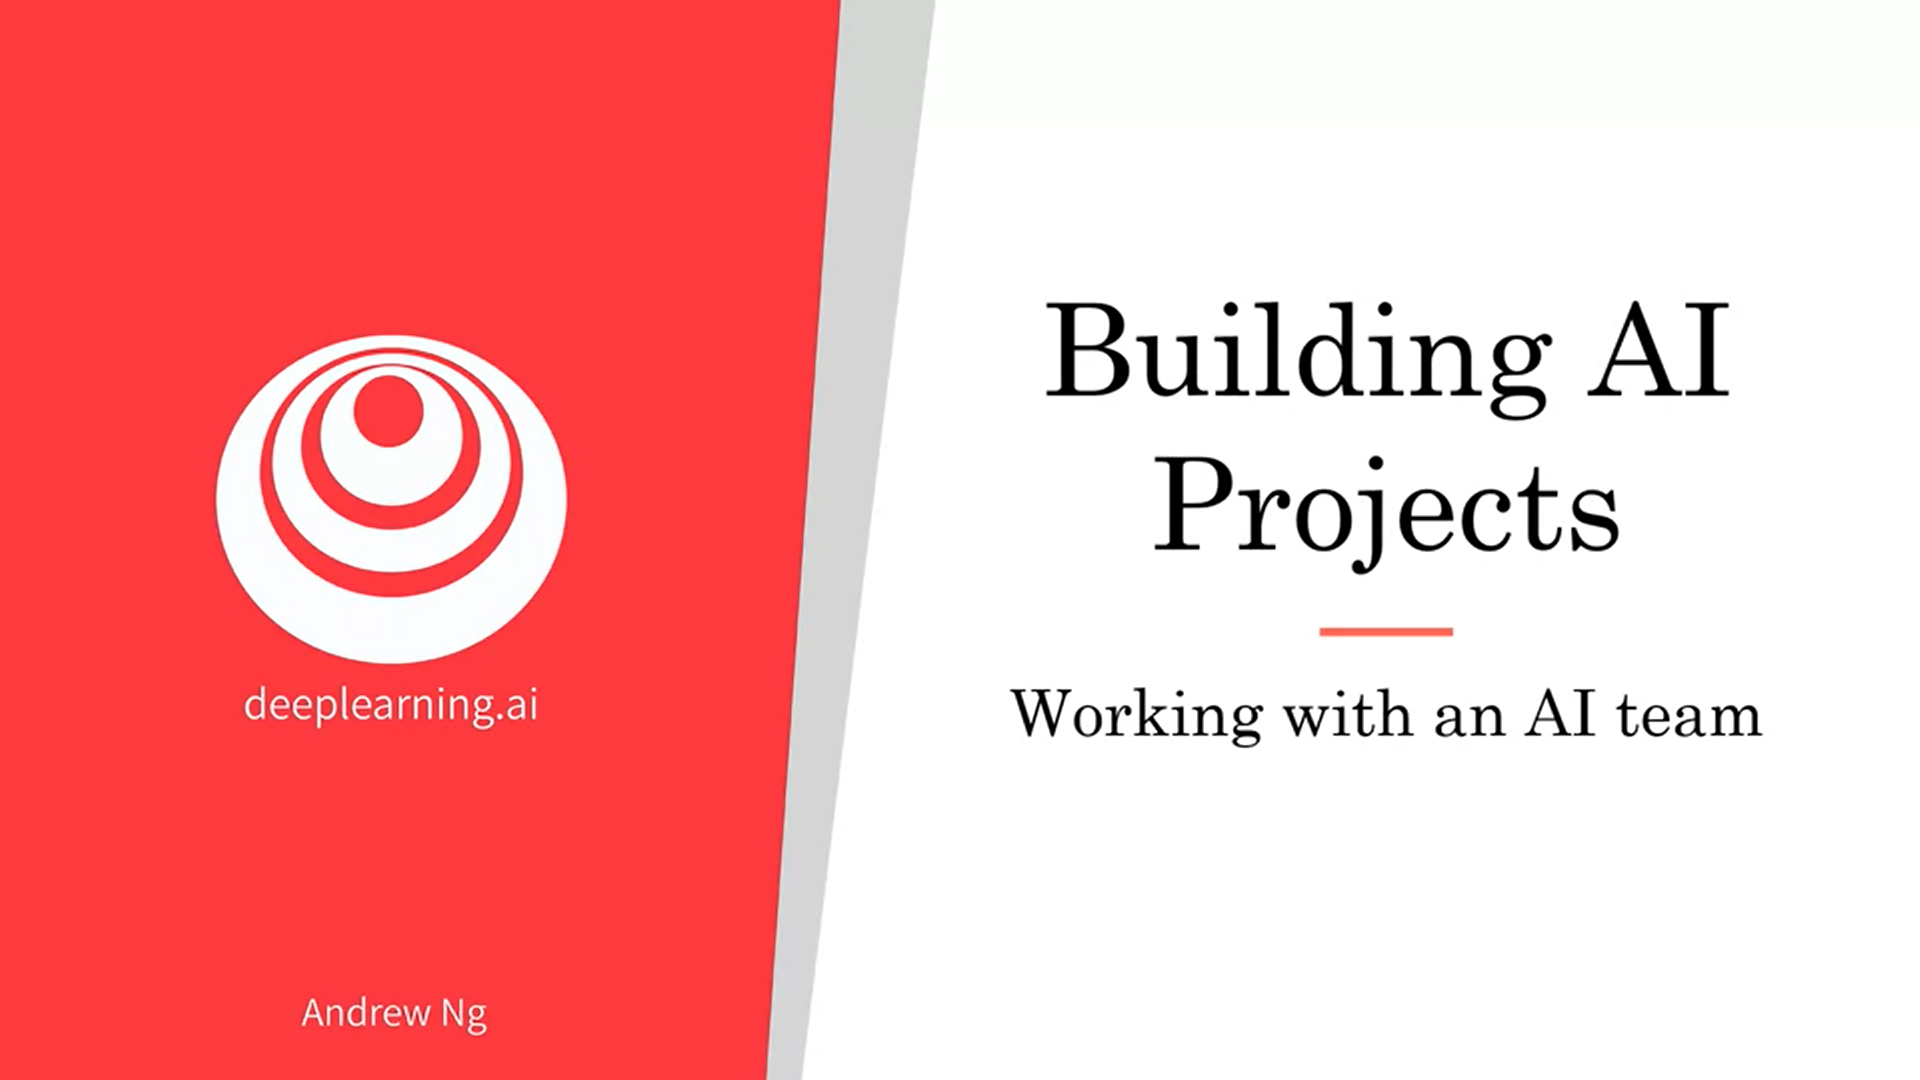 deeplearning.ai
Andrew Ng
Building AI
Projects
Working with an AI team